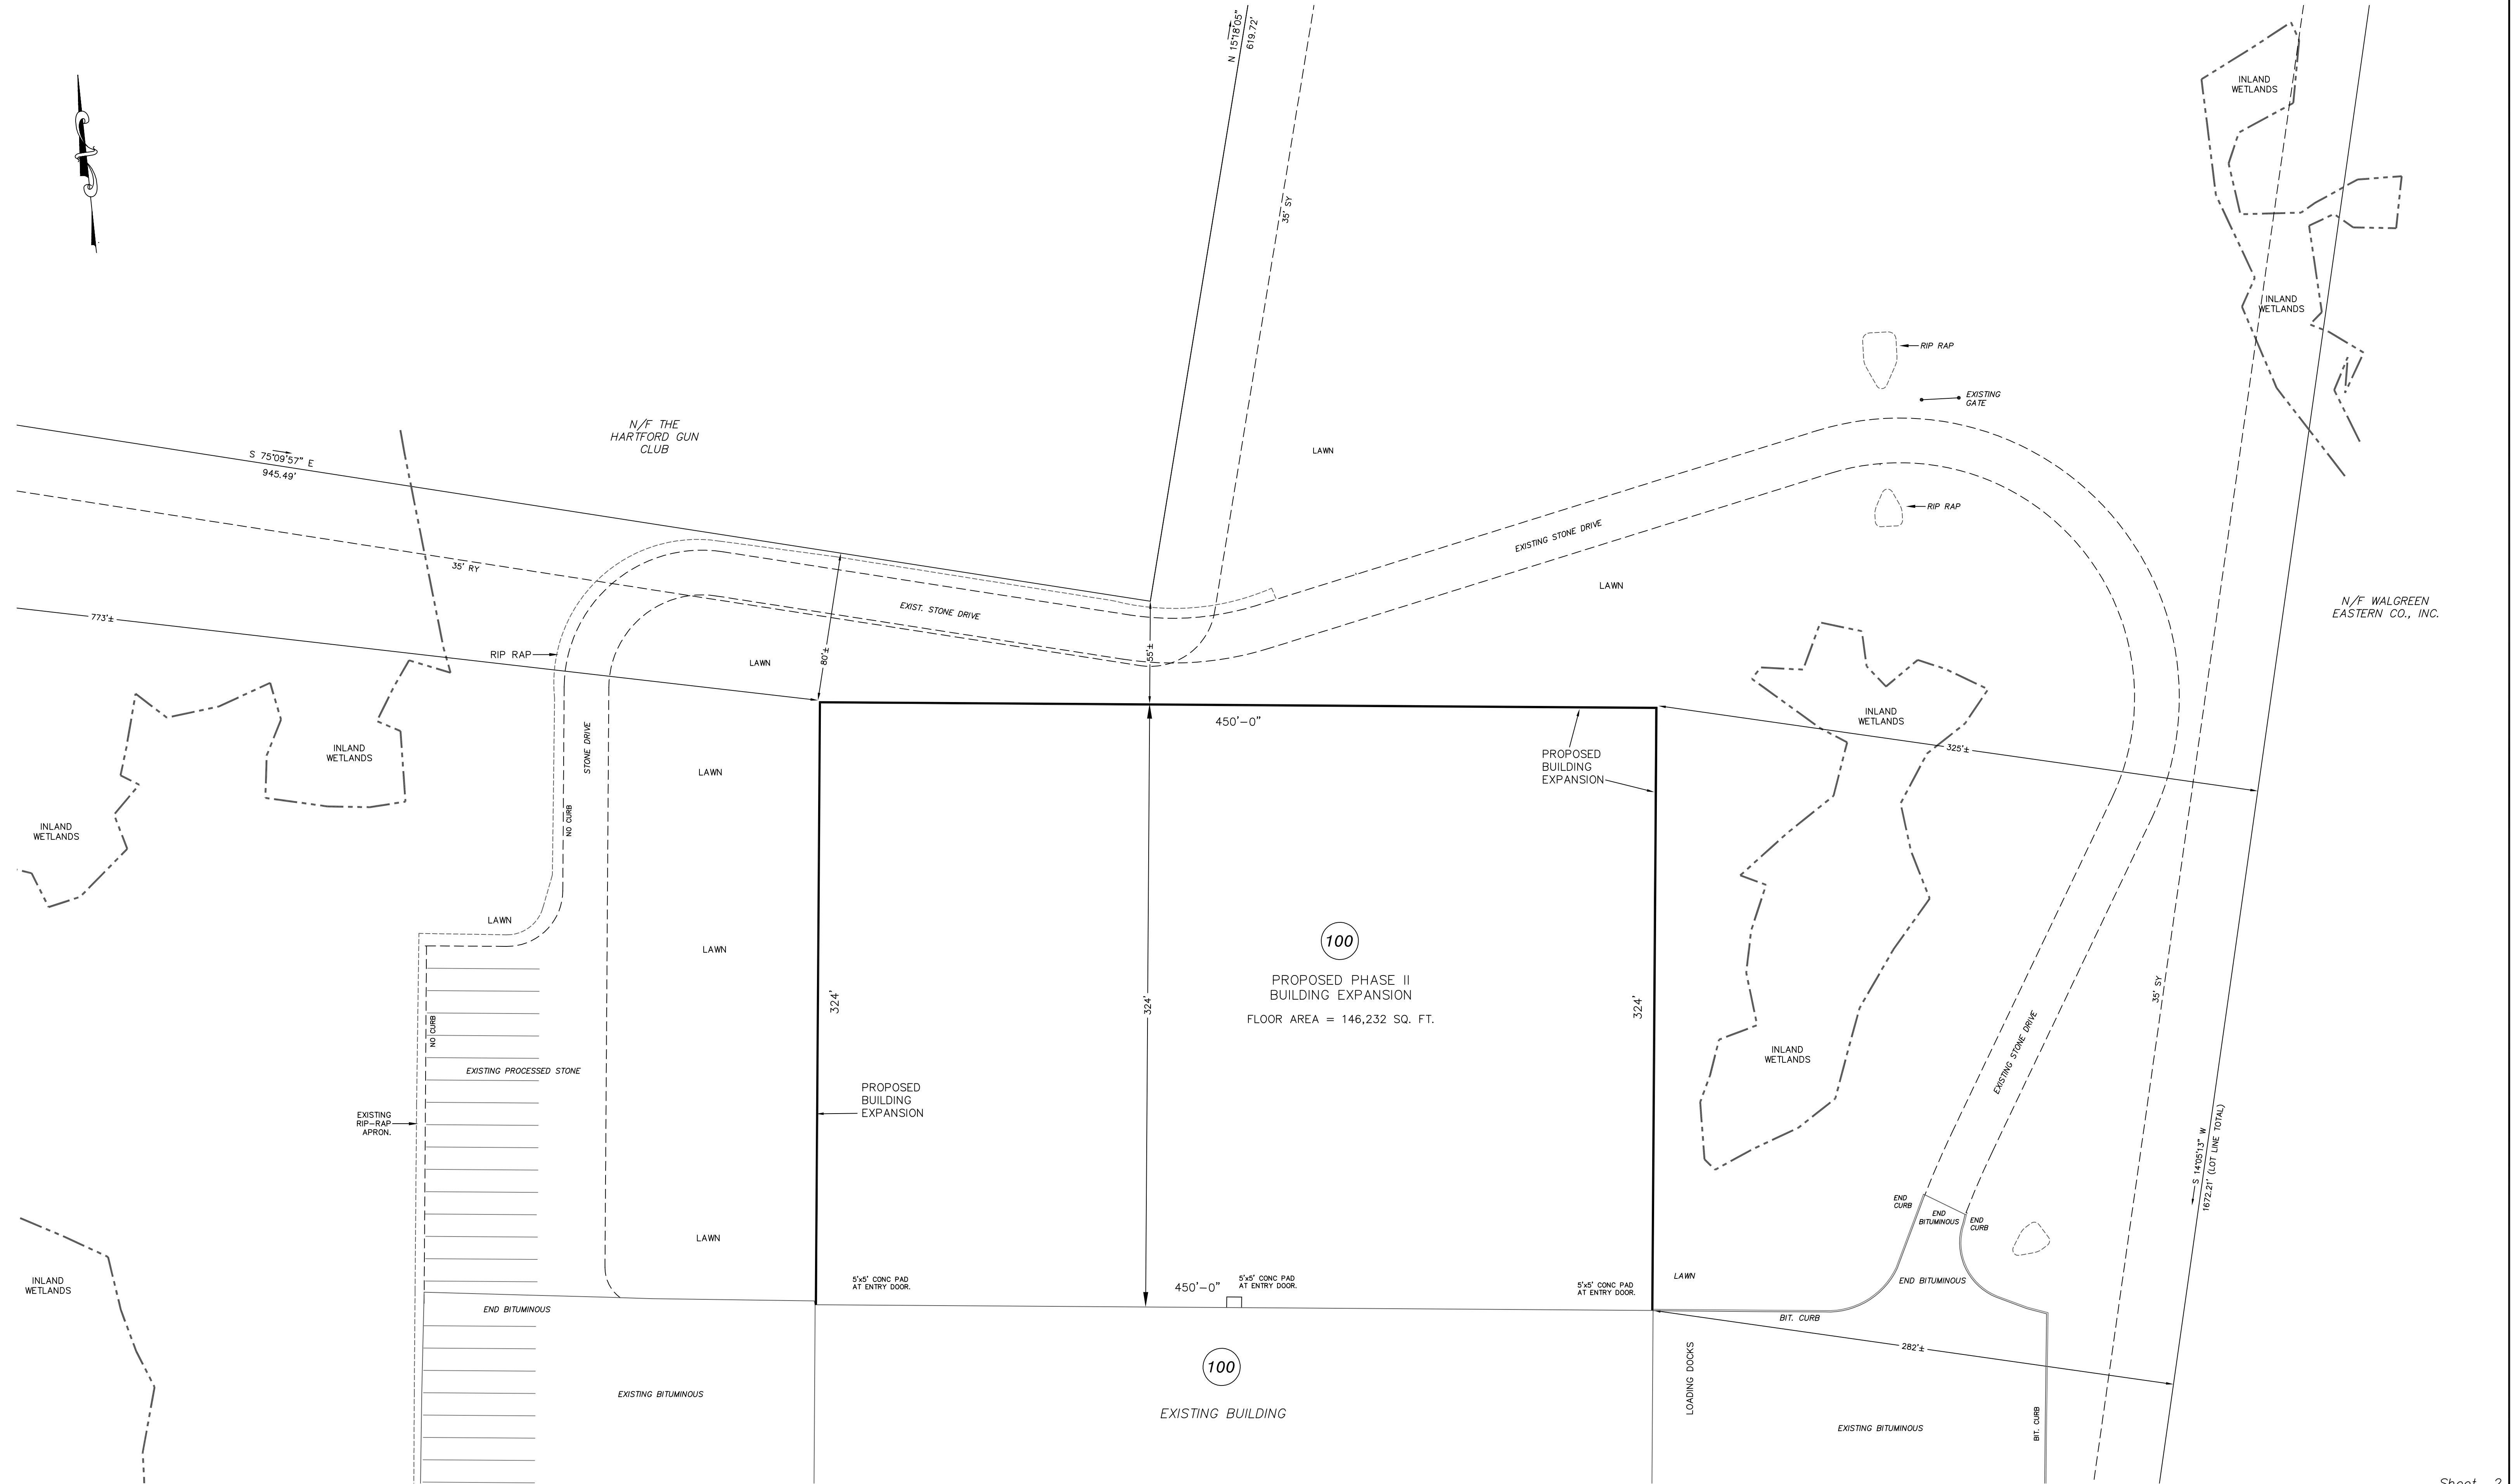 N 15°18'05"
619.72'
INLAND
WETLANDS
35' SY
INLAND
WETLANDS
RIP RAP
EXISTING
GATE
N/F THE
HARTFORD GUN
CLUB
LAWN
S 75°09'57" E
945.49'
RIP RAP
EXISTING STONE DRIVE
35' RY
LAWN
EXIST. STONE DRIVE
N/F WALGREEN
EASTERN CO., INC.
773'±
RIP RAP
LAWN
80'±
55'±
INLAND
WETLANDS
450'-0"
STONE DRIVE
INLAND
WETLANDS
325'±
PROPOSED
BUILDING
EXPANSION
LAWN
NO CURB
INLAND
WETLANDS
LAWN
LAWN
100
PROPOSED PHASE II
BUILDING EXPANSION
FLOOR AREA = 146,232 SQ. FT.
324'
324'
324'
35' SY
NO CURB
EXISTING PROCESSED STONE
INLAND
WETLANDS
EXISTING STONE DRIVE
PROPOSED
BUILDING
EXPANSION
EXISTING
RIP-RAP
APRON.
S 14°05'13" W
1672.21' (LOT LINE TOTAL)
END
CURB
END
BITUMINOUS
END
CURB
LAWN
INLAND
WETLANDS
5'x5' CONC PAD
AT ENTRY DOOR.
450'-0"
5'x5' CONC PAD
AT ENTRY DOOR.
5'x5' CONC PAD
AT ENTRY DOOR.
LAWN
END BITUMINOUS
END BITUMINOUS
BIT. CURB
282'±
100
LOADING DOCKS
EXISTING BITUMINOUS
EXISTING BUILDING
EXISTING BITUMINOUS
BIT. CURB
Sheet 2